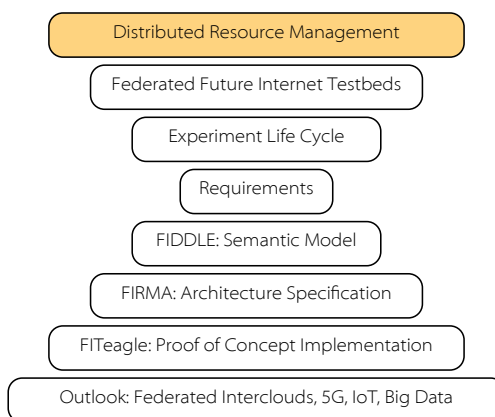 Distributed Resource Management
Federated Future Internet Testbeds
Experiment Life Cycle
Requirements
FIDDLE: Semantic Model
FIRMA: Architecture Specification
FITeagle: Proof of Concept Implementation
Outlook: Federated Interclouds, 5G, IoT, Big Data